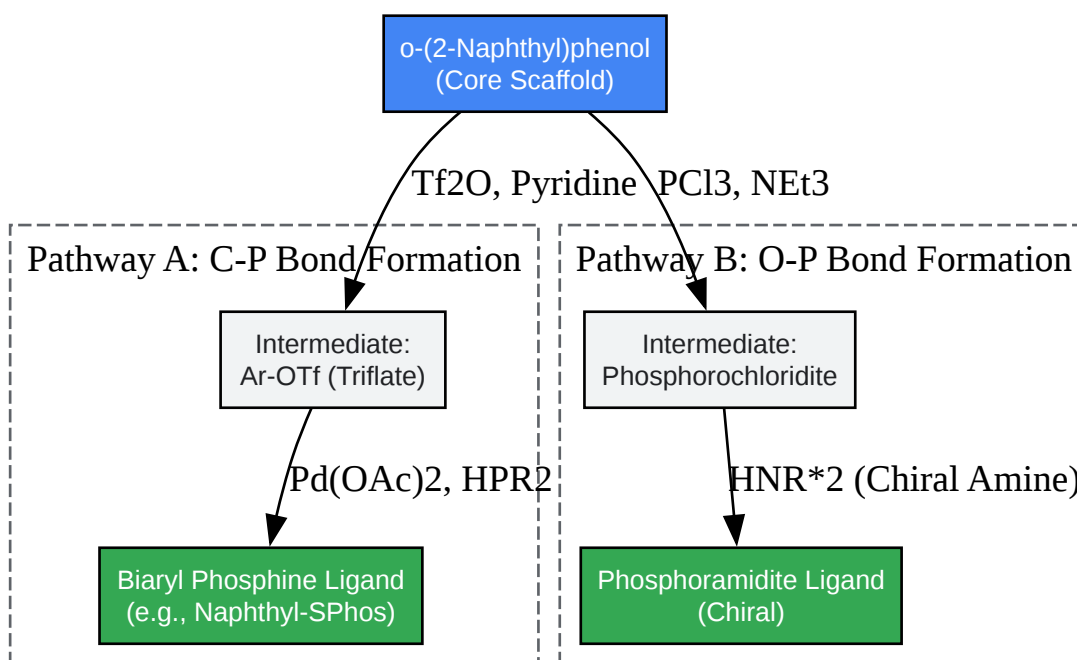 o-(2-Naphthyl)phenol
(Core Scaffold)
Tf2O, Pyridine
PCl3, NEt3
Pathway A: C-P Bond Formation
Pathway B: O-P Bond Formation
Intermediate:
Ar-OTf (Triflate)
Intermediate:
Phosphorochloridite
Pd(OAc)2, HPR2
HNR*2 (Chiral Amine)
Biaryl Phosphine Ligand
(e.g., Naphthyl-SPhos)
Phosphoramidite Ligand
(Chiral)